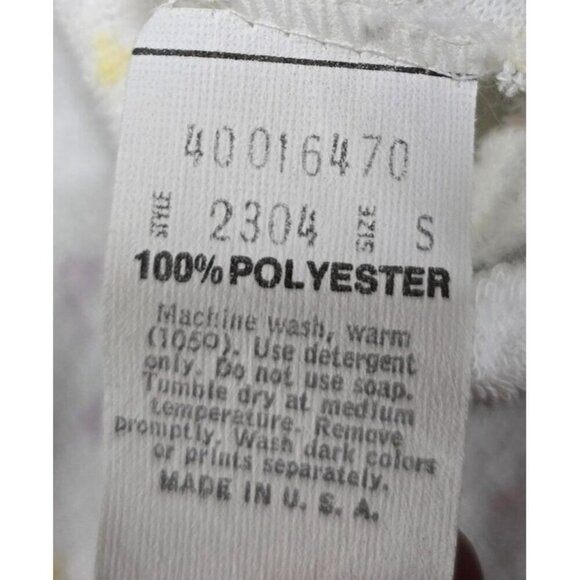 40016470
STYLE 2304 SIZE S
100% POLYESTER
Machine wash, warm
(105º). Use detergent
only. Do not use soap.
Tumble dry at medium
temperature. Remove
promptly. Wash dark colors
or prints separately.
MADE IN U. S. A.